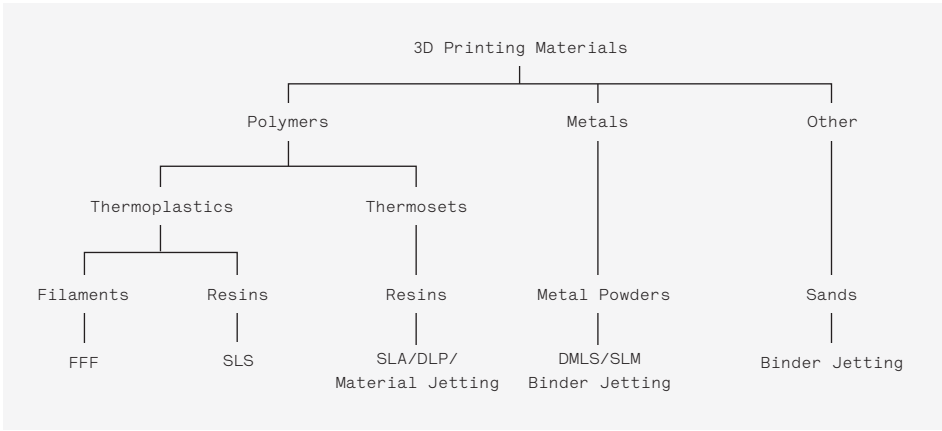 3D Printing Materials
Polymers
Metals
Other
Thermoplastics
Thermosets
Filaments
Resins
Resins
Metal Powders
Sands
FFF
SLS
SLA/DLP/
Material Jetting
DMLS/SLM
Binder Jetting
Binder Jetting